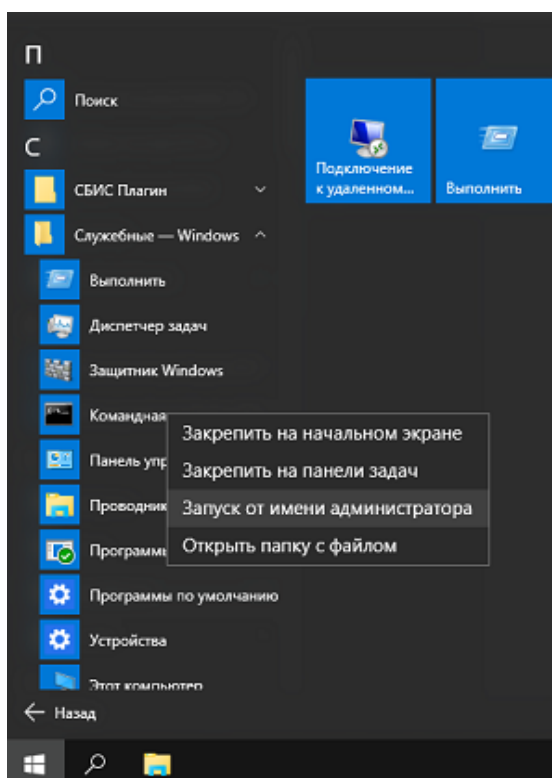 П
Поиск
С
СБИС Плагин
Служебные — Windows
Выполнить
Диспетчер задач
Защитник Windows
Командная
Панель упр
Проводник
Программы
Программы по умолчанию
Устройства
Этот компьютер
Назад
Подключение
к удаленном...
Выполнить
Закрепить на начальном экране
Закрепить на панели задач
Запуск от имени администратора
Открыть папку с файлом